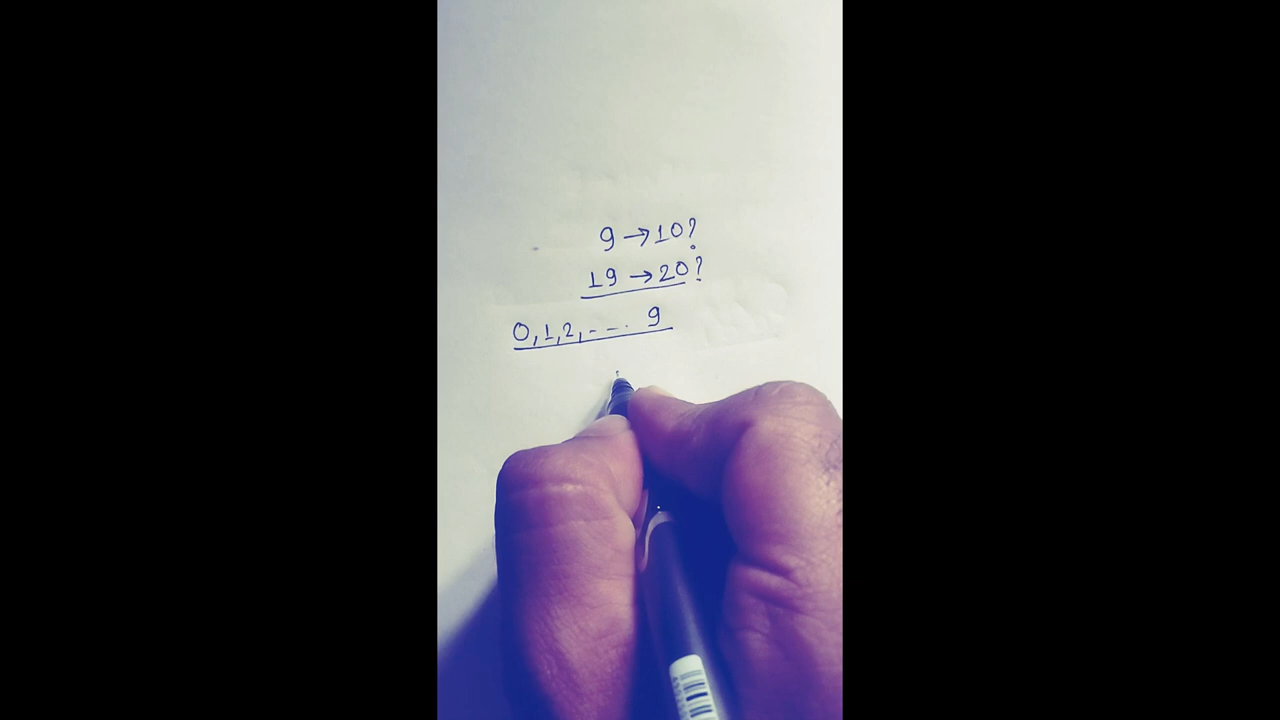 9 → 10?
19 → 20?
0,1,2,--. 9